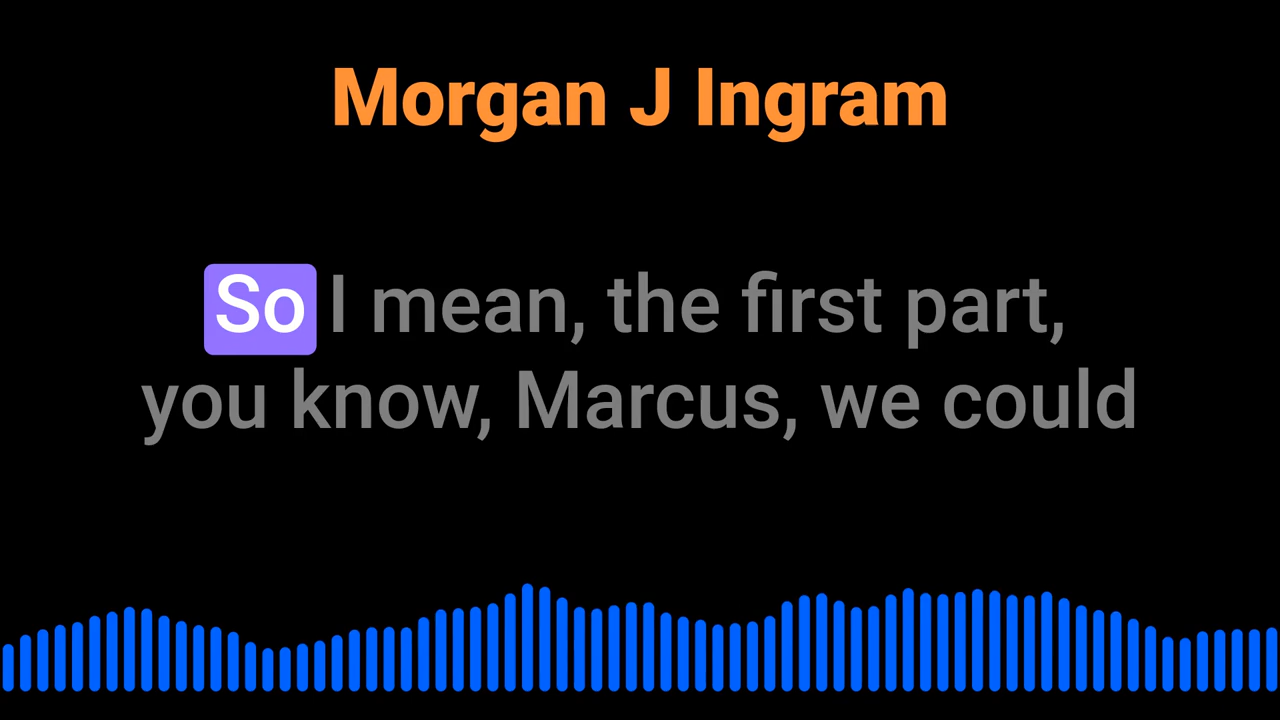 Morgan J Ingram
So I mean, the first part,
you know, Marcus, we could